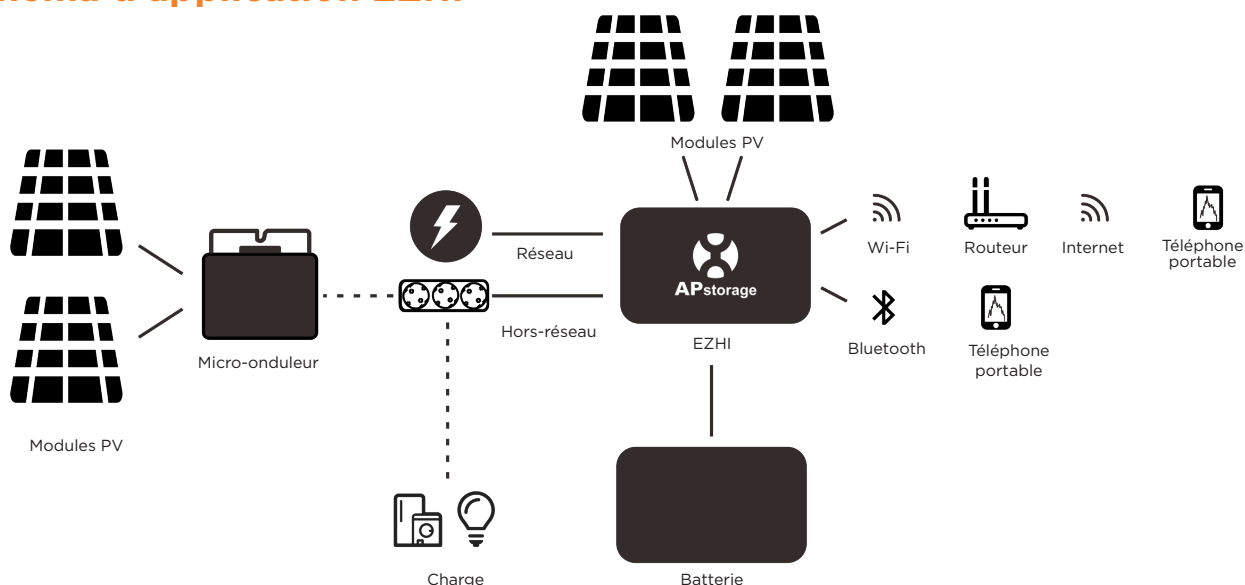 Modules PV
Réseau
APstorage
Wi-Fi
Routeur
Internet
Téléphone
portable
Hors-réseau
EZHI
Bluetooth
Téléphone
portable
Micro-onduleur
Modules PV
Charge
Batterie